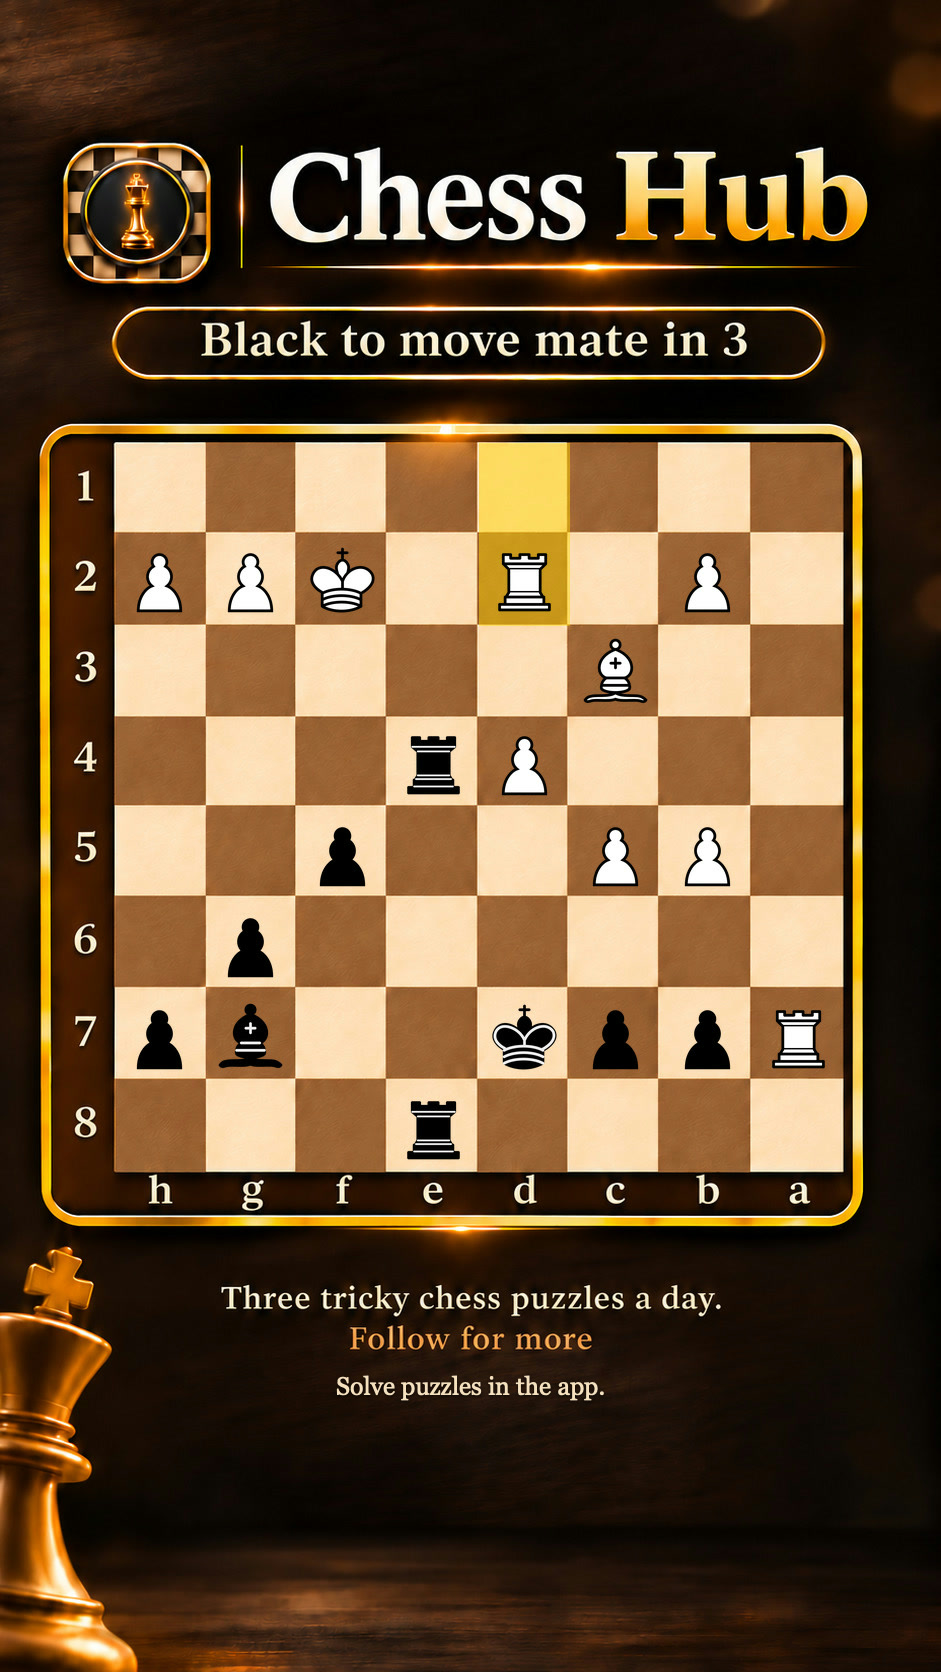 Chess Hub
Black to move mate in 3
1
2
3
4
5
6
7
8
h g f e d c b a
Three tricky chess puzzles a day.
Follow for more
Solve puzzles in the app.